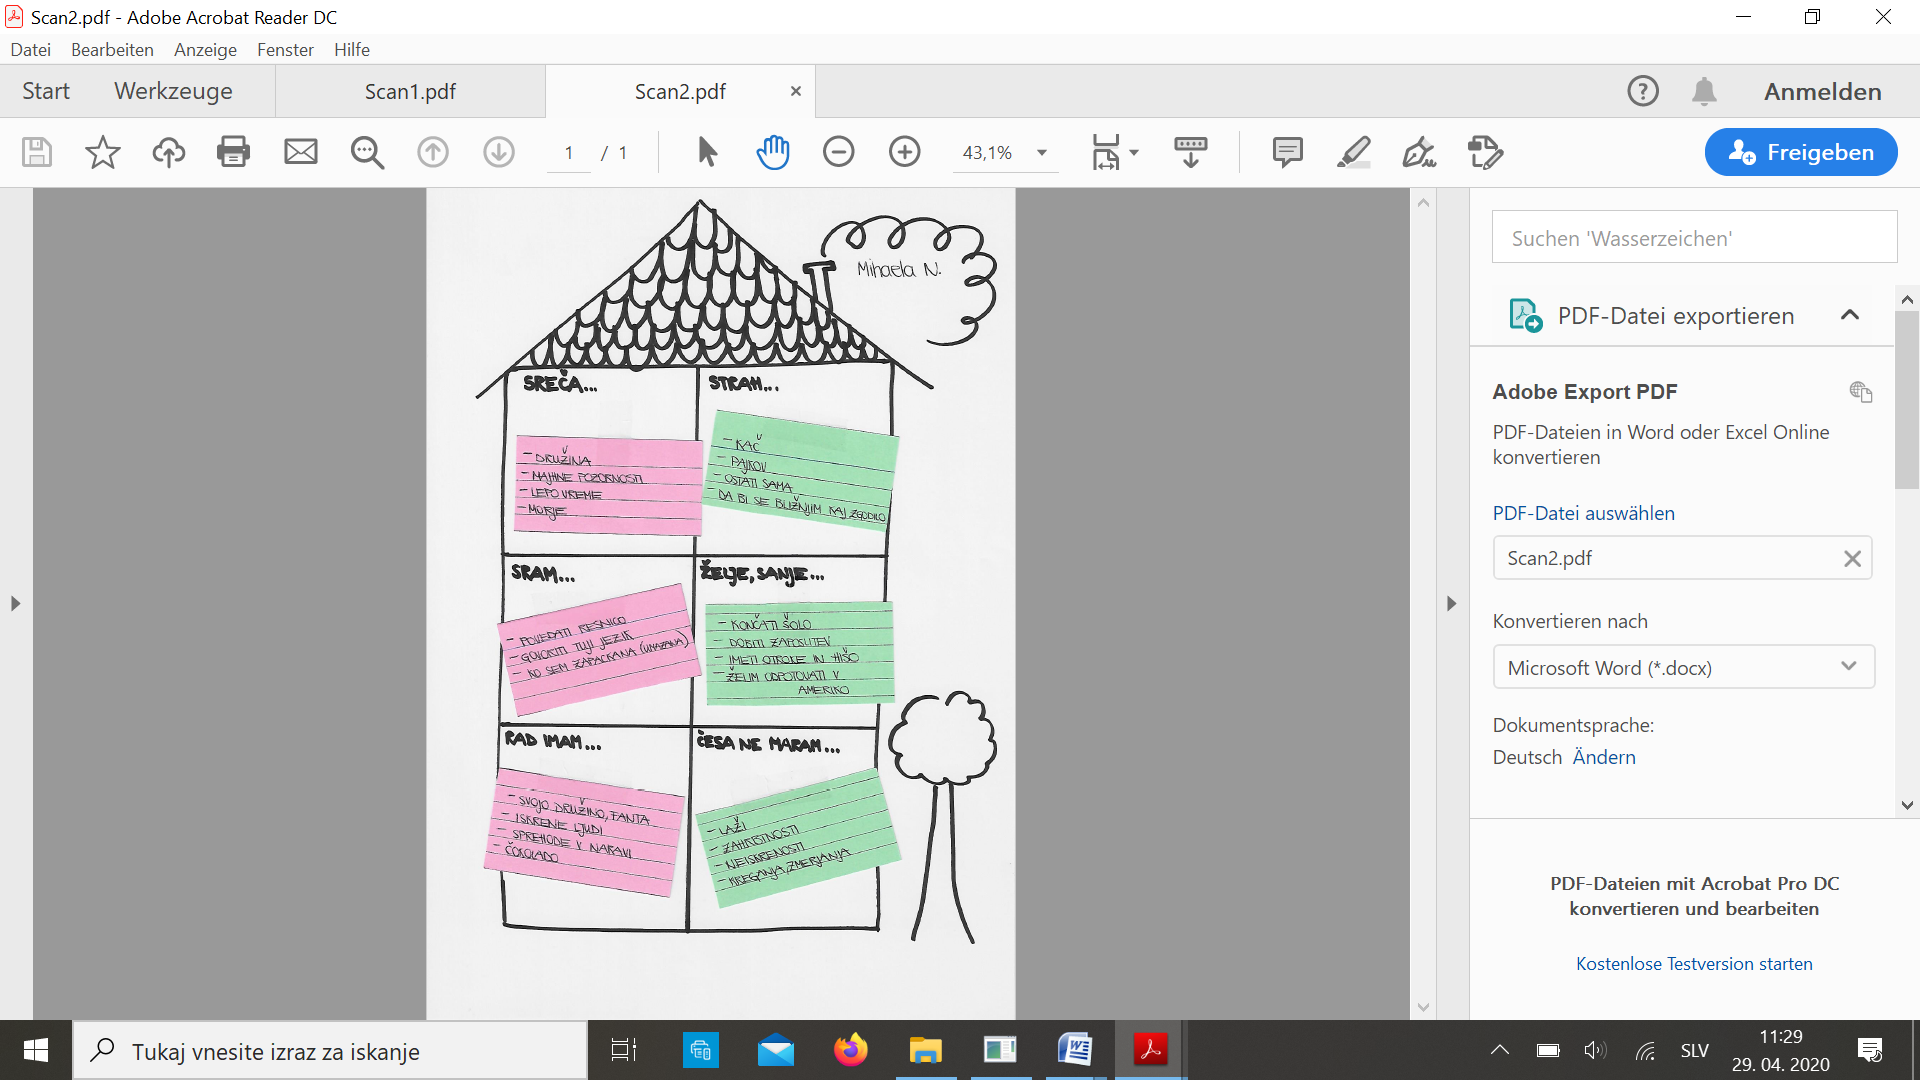 Scan2.pdf - Adobe Acrobat Reader DC
Datei Bearbeiten Anzeige Fenster Hilfe
Start Werkzeuge Scan1.pdf Scan2.pdf Anmelden
1 / 1 43,1% Freigeben
Mihaela N.
SREČA...
- DRUŽINA
- MAJHNE POZORNOSTI
- LEPO VREME
- MORJE
STRAH...
- KAČ
- PAJKOV
- OSTATI SAMA
- DA BI SE BLIŽNJIM KAJ ZGODILO
SRAM...
- POVEDATI RESNICO
- GOVORITI TUJI JEZIK
- KO SEM ZAPACKANA (UMAZANA)
ŽELJE, SANJE...
- KONČATI ŠOLO
- DOBITI ZAPOSLITEV
- IMETI OTROKE IN HIŠO
- ŽELIM ODPOTOVATI V
AMERIKO
RAD IMAM...
- SVOJO DRUŽINO, FANTA
- ISKRENE LJUDI
- SPREHODE V NARAVI
- ČOKOLADO
ČESA NE MARAM...
- LAŽI
- ZAHRBTNOSTI
- NEISKRENOSTI
- KREGANJA, ZMERJANJA
Suchen 'Wasserzeichen'
PDF-Datei exportieren
Adobe Export PDF
PDF-Dateien in Word oder Excel Online
konvertieren
PDF-Datei auswählen
Scan2.pdf
Konvertieren nach
Microsoft Word (*.docx)
Dokumentsprache:
Deutsch Ändern
PDF-Dateien mit Acrobat Pro DC
konvertieren und bearbeiten
Kostenlose Testversion starten
Tukaj vnesite izraz za iskanje
SLV
11:29
29. 04. 2020